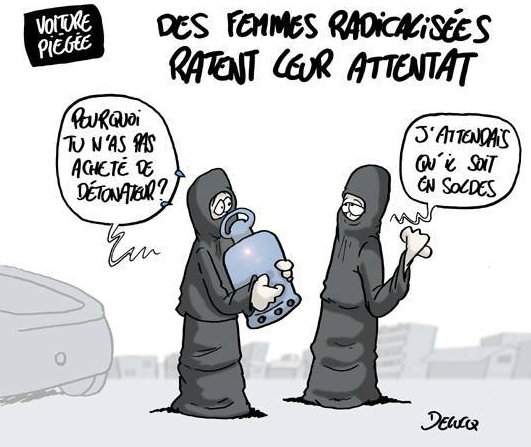 VOITURE
PIÉGÉE
DES FEMMES RADICALISÉES
RATENT LEUR ATTENTAT
POURQUOI
TU N'AS PAS
ACHETÉ DE
DÉTONATEUR?
J'ATTENDAIS
QU'IL SOIT
EN SOLDES
DELUCQ